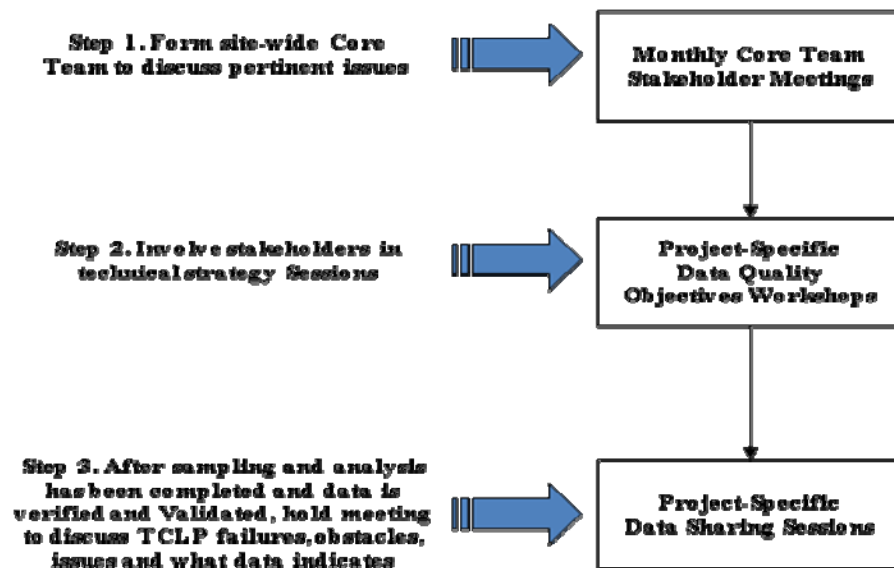 Step 1. Form site-wide Core
Team to discuss pertinent issues
Monthly Core Team
Stakeholder Meetings
Step 2. Involve stakeholders in
technical strategy Sessions
Project-Specific
Data Quality
Objectives Workshops
Step 3. After sampling and analysis
has been completed and data is
verified and Validated, hold meeting
to discuss TCLP failures, obstacles,
issues and what data indicates
Project-Specific
Data Sharing Sessions